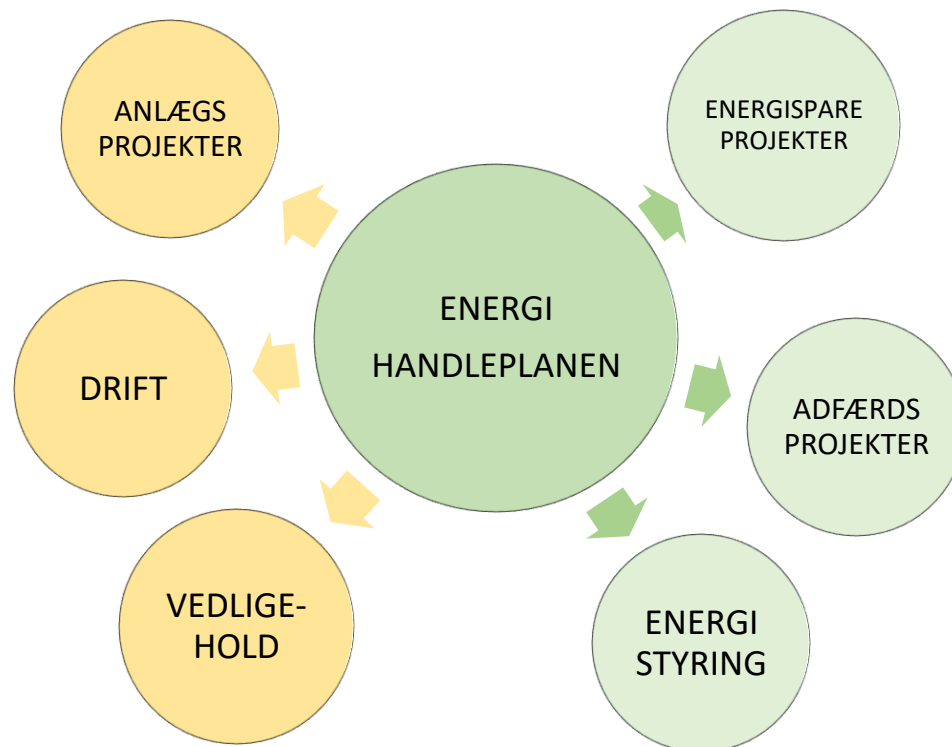 ANLÆGS
PROJEKTER
ENERGISPARE
PROJEKTER
ENERGI
HANDLEPLANEN
DRIFT
ADFÆRDS
PROJEKTER
VEDLIGE-
HOLD
ENERGI
STYRING